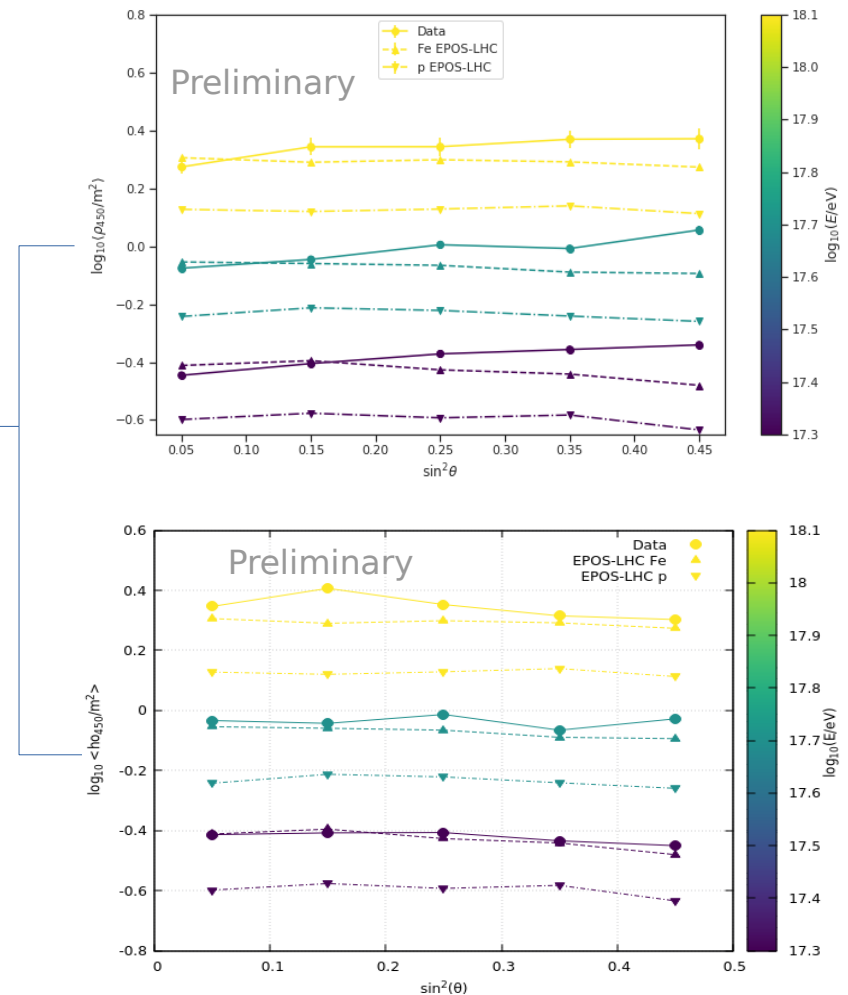 0.8
0.6
0.4
0.2
0.0
−0.2
−0.4
−0.6
log₁₀(ρ₄₅₀/m²)
Preliminary
Data
Fe EPOS-LHC
p EPOS-LHC
0.05 0.10 0.15 0.20 0.25 0.30 0.35 0.40 0.45
sin²θ
18.1
18.0
17.9
17.8
17.7
17.6
17.5
17.4
17.3
log₁₀(E/eV)
0.6
0.4
0.2
0
-0.2
-0.4
-0.6
-0.8
log₁₀ <hρ₄₅₀/m²>
Preliminary
Data
EPOS-LHC Fe
EPOS-LHC p
0 0.1 0.2 0.3 0.4 0.5
sin²(θ)
18.1
18
17.9
17.8
17.7
17.6
17.5
17.4
17.3
log₁₀(E/eV)